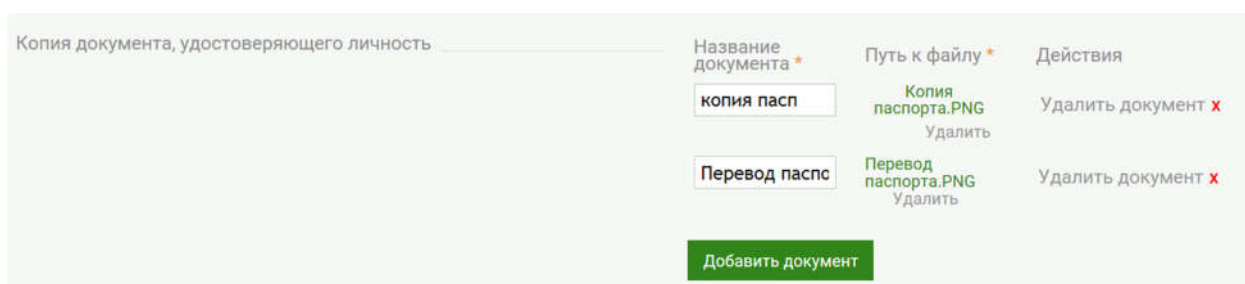 Копия документа, удостоверяющего личность
Название
документа *
Путь к файлу *
Действия
копия пасп
Копия
паспорта.PNG
Удалить
Удалить документ x
Перевод паспо
Перевод
паспорта.PNG
Удалить
Удалить документ x
Добавить документ